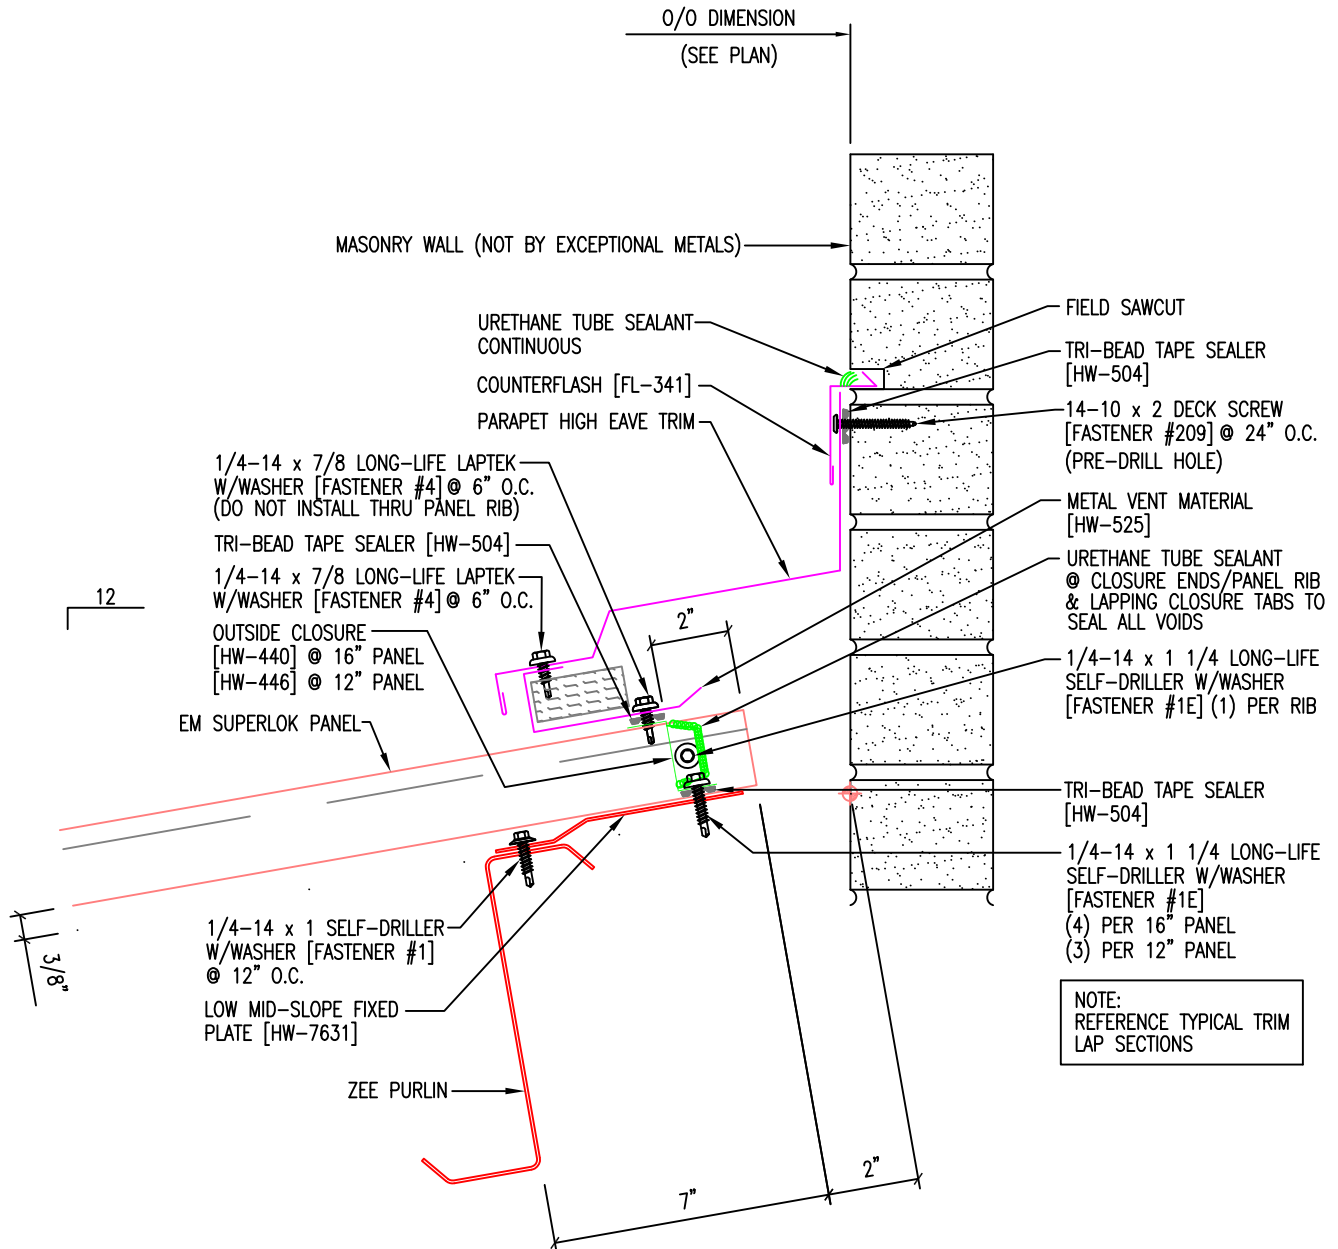 O/O DIMENSION
(SEE PLAN)
MASONRY WALL (NOT BY EXCEPTIONAL METALS)
URETHANE TUBE SEALANT
CONTINUOUS
COUNTERFLASH [FL-341]
PARAPET HIGH EAVE TRIM
1/4-14 x 7/8 LONG-LIFE LAPTEK
W/WASHER [FASTENER #4] @ 6" O.C.
(DO NOT INSTALL THRU PANEL RIB)
TRI-BEAD TAPE SEALER [HW-504]
1/4-14 x 7/8 LONG-LIFE LAPTEK
W/WASHER [FASTENER #4] @ 6" O.C.
12
OUTSIDE CLOSURE
[HW-440] @ 16" PANEL
[HW-446] @ 12" PANEL
EM SUPERLOK PANEL
2"
FIELD SAWCUT
TRI-BEAD TAPE SEALER
[HW-504]
14-10 x 2 DECK SCREW
[FASTENER #209] @ 24" O.C.
(PRE-DRILL HOLE)
METAL VENT MATERIAL
[HW-525]
URETHANE TUBE SEALANT
@ CLOSURE ENDS/PANEL RIB
& LAPPING CLOSURE TABS TO
SEAL ALL VOIDS
1/4-14 x 1 1/4 LONG-LIFE
SELF-DRILLER W/WASHER
[FASTENER #1E] (1) PER RIB
TRI-BEAD TAPE SEALER
[HW-504]
1/4-14 x 1 1/4 LONG-LIFE
SELF-DRILLER W/WASHER
[FASTENER #1E]
(4) PER 16" PANEL
(3) PER 12" PANEL
3/8"
1/4-14 x 1 SELF-DRILLER
W/WASHER [FASTENER #1]
@ 12" O.C.
LOW MID-SLOPE FIXED
PLATE [HW-7631]
ZEE PURLIN
7"
2"
NOTE:
REFERENCE TYPICAL TRIM
LAP SECTIONS